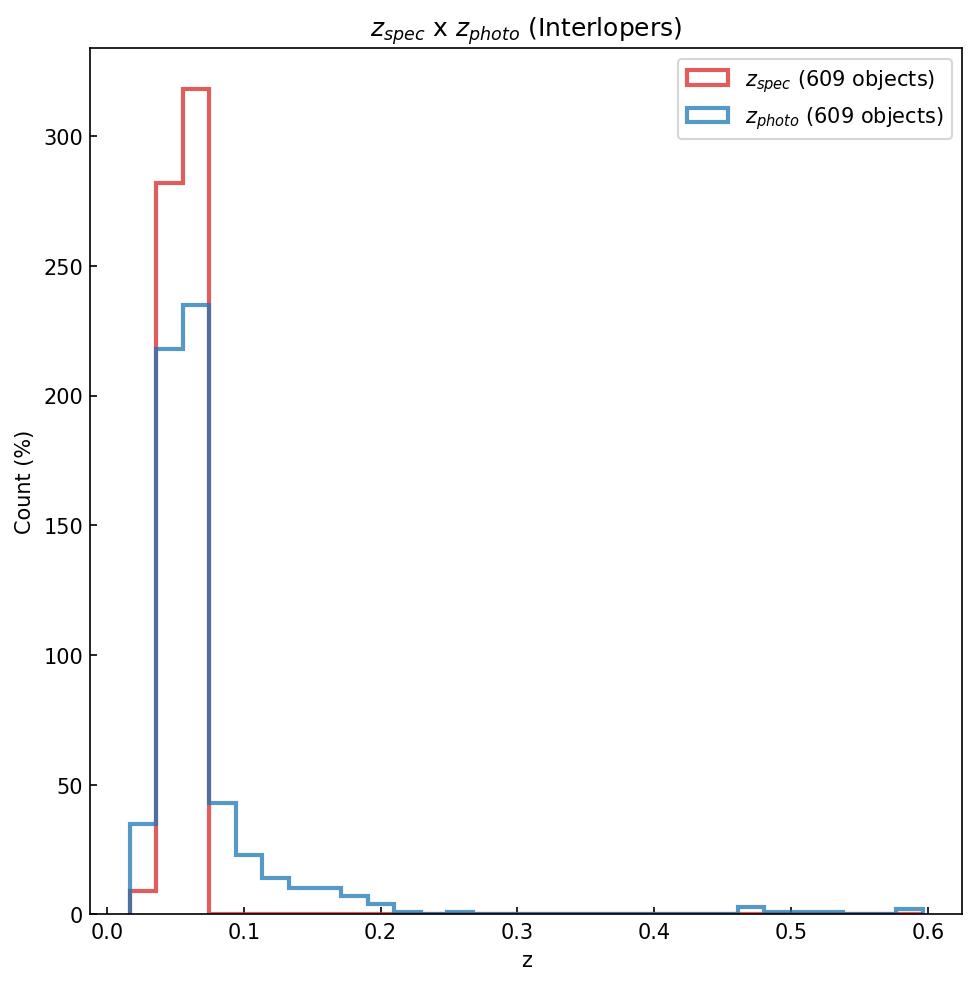 z_spec x z_photo (Interlopers)
z_spec (609 objects)
z_photo (609 objects)
Count (%)
300
250
200
150
100
50
0
0.0 0.1 0.2 0.3 0.4 0.5 0.6
z